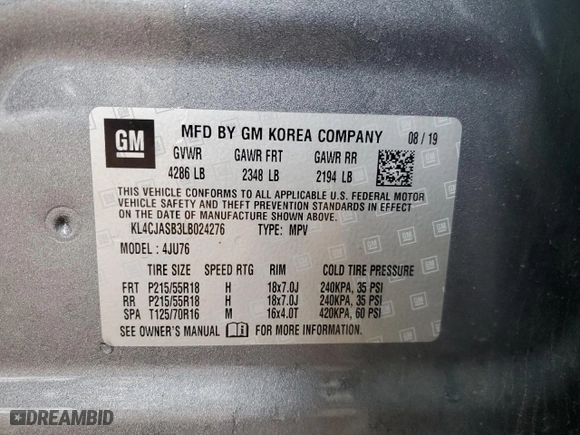 GM
MFD BY GM KOREA COMPANY 08/19
GVWR GAWR FRT GAWR RR
4286 LB 2348 LB 2194 LB
THIS VEHICLE CONFORMS TO ALL APPLICABLE U.S. FEDERAL MOTOR
VEHICLE SAFETY AND THEFT PREVENTION STANDARDS IN EFFECT
ON THE DATE OF MANUFACTURE SHOWN ABOVE.
KL4CJASB3LB024276 TYPE: MPV
MODEL: 4JU76
TIRE SIZE SPEED RTG RIM COLD TIRE PRESSURE
FRT P215/55R18 H 18x7.0J 240KPA, 35 PSI
RR P215/55R18 H 18x7.0J 240KPA, 35 PSI
SPA T125/70R16 M 16x4.0T 420KPA, 60 PSI
SEE OWNER'S MANUAL FOR MORE INFORMATION
DREAMBID